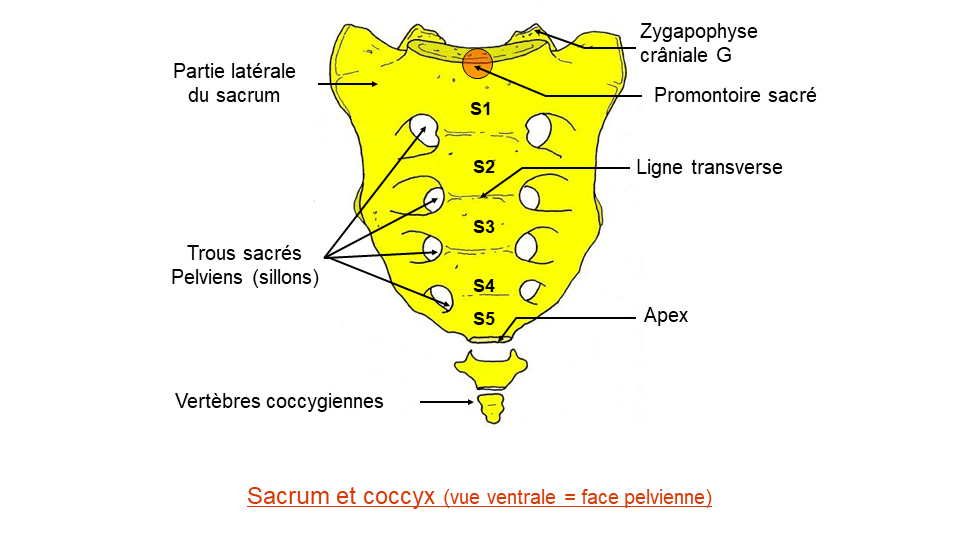 Zygapophyse
crâniale G
Partie latérale
du sacrum
Promontoire sacré
S1
S2
Ligne transverse
S3
Trous sacrés
Pelviens (sillons)
S4
S5
Apex
Vertèbres coccygiennes
Sacrum et coccyx (vue ventrale = face pelvienne)